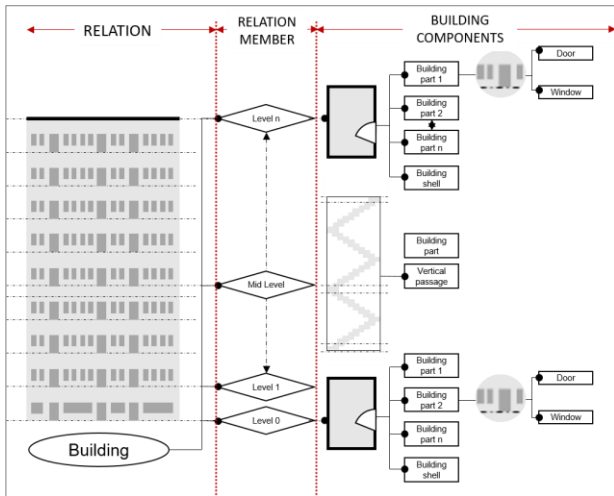 RELATION
RELATION
MEMBER
BUILDING
COMPONENTS
Level n
Building
part 1
Door
Window
Building
part 2
Building
part n
Building
shell
Mid Level
Building
part
Vertical
passage
Level 1
Level 0
Building
part 1
Building
part 2
Door
Window
Building
part n
Building
shell
Building